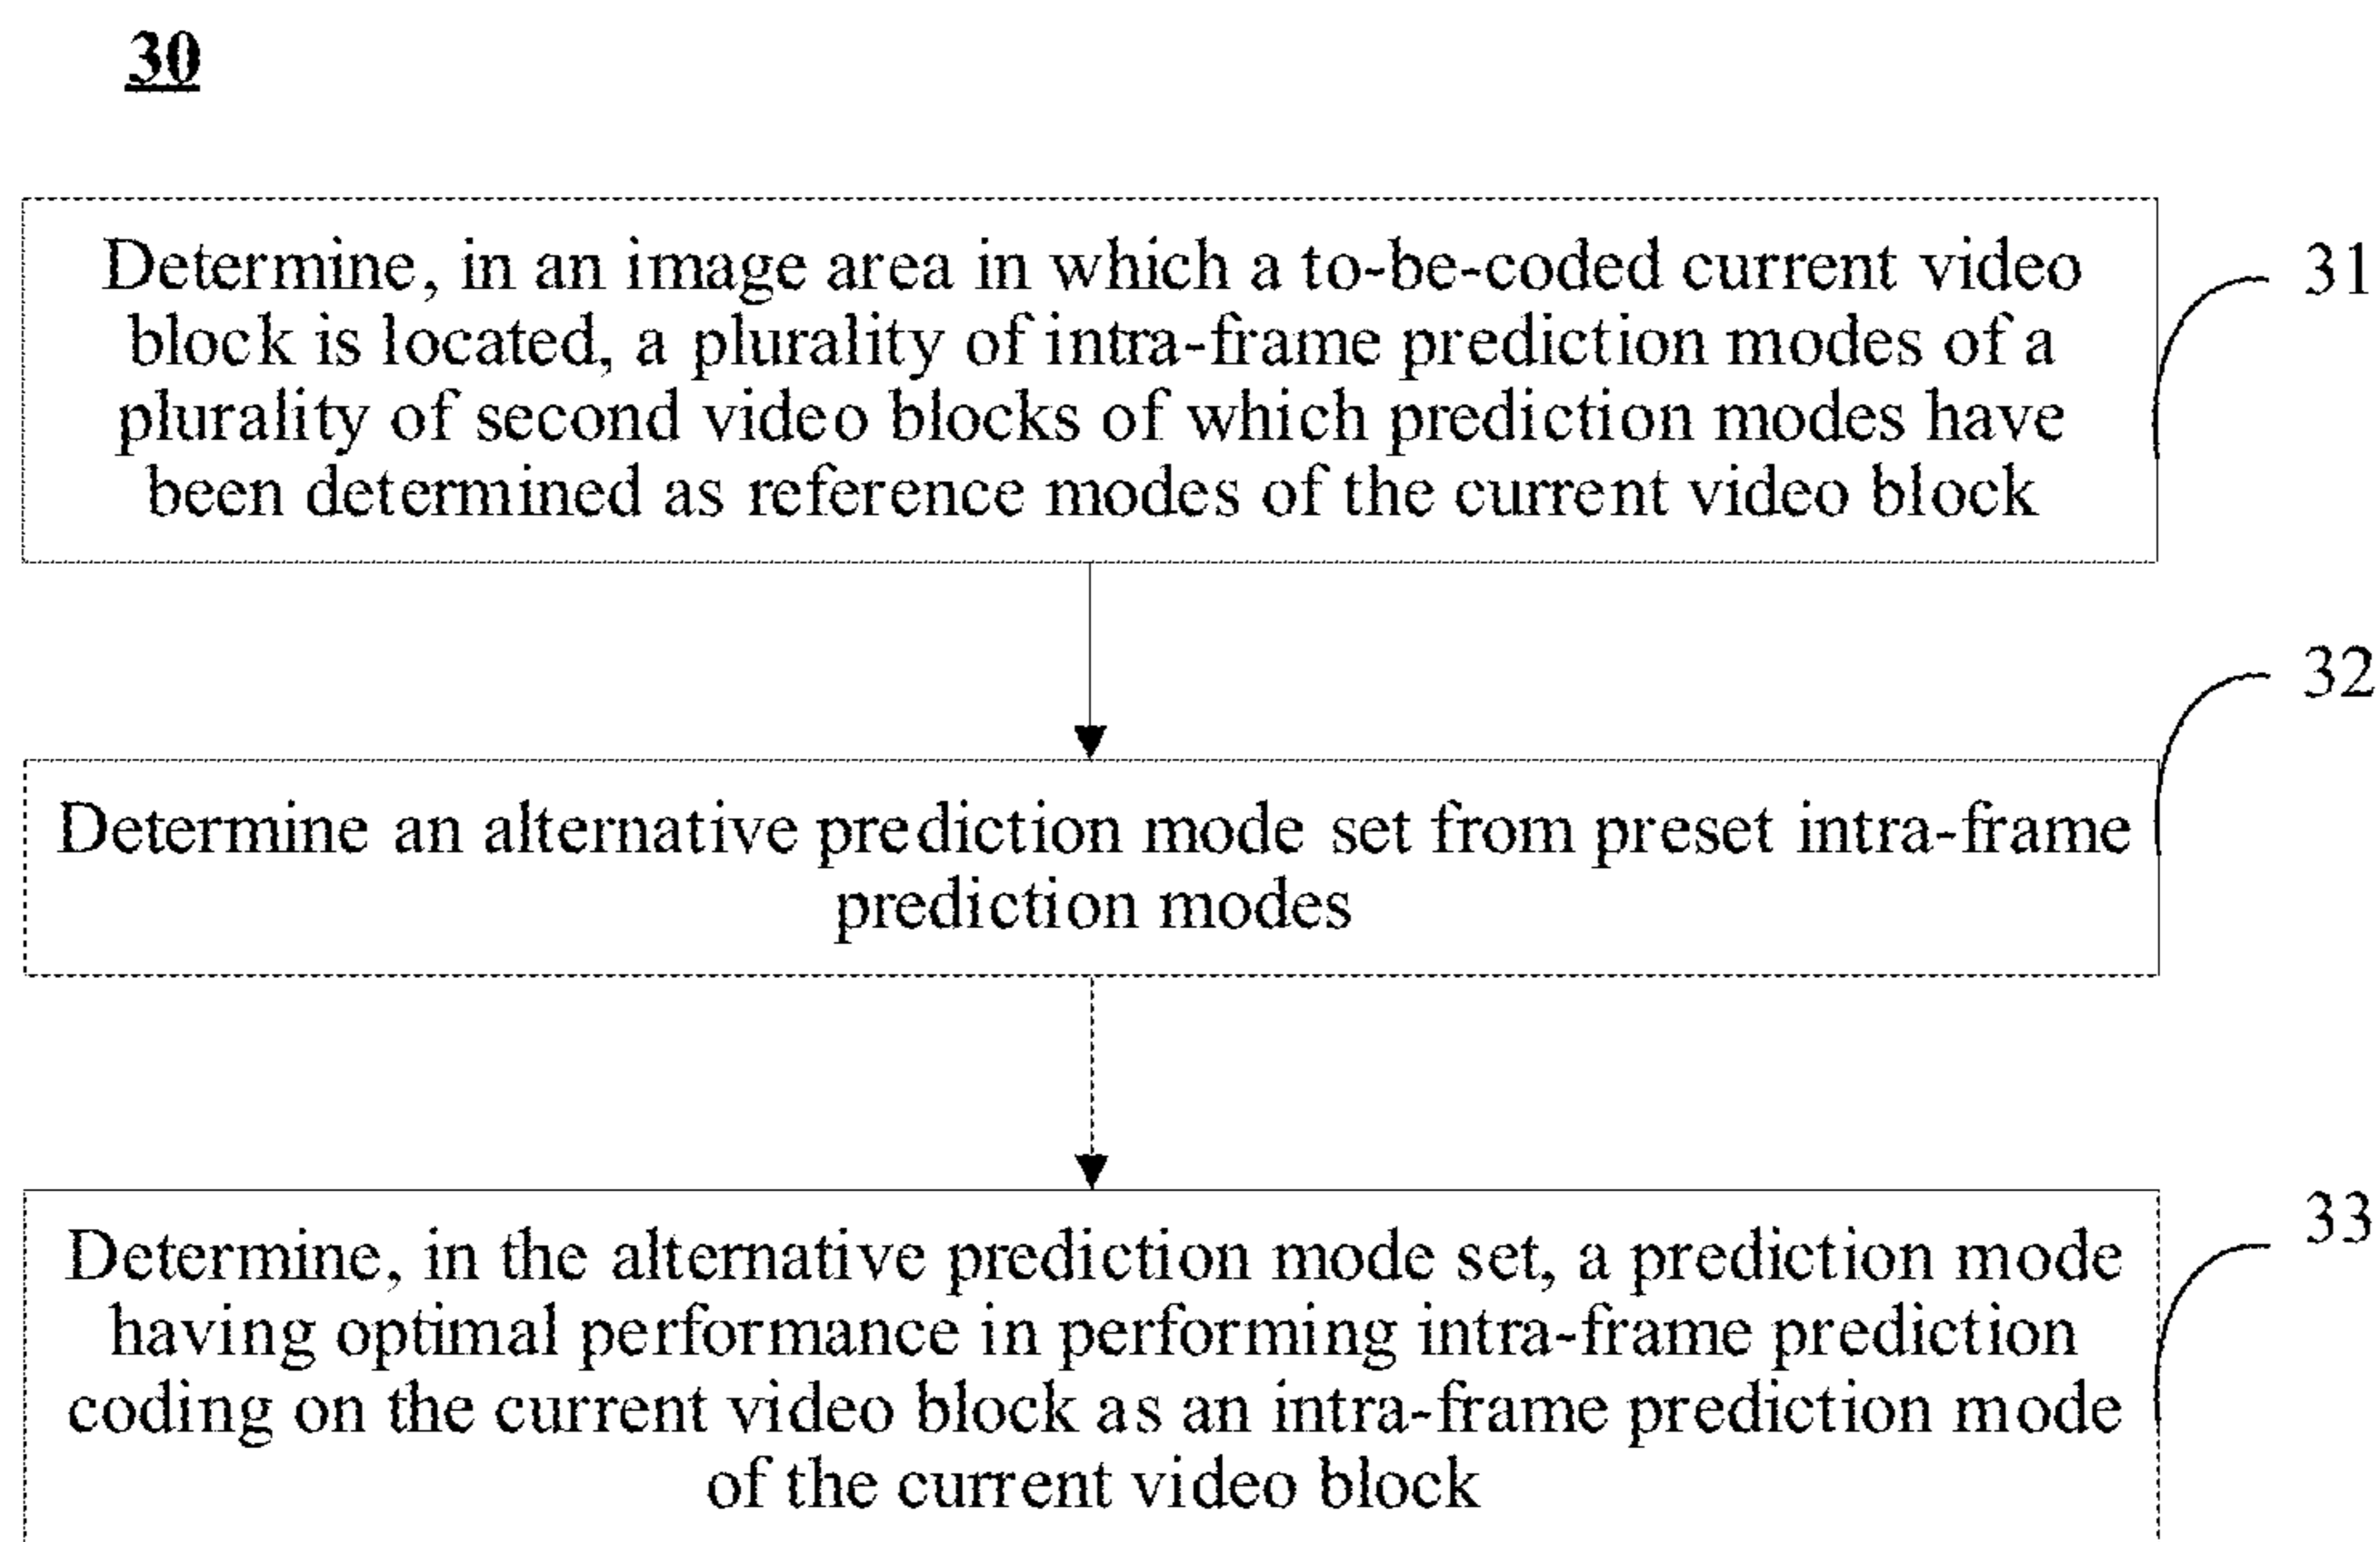 30
Determine, in an image area in which a to-be-coded current video
block is located, a plurality of intra-frame prediction modes of a
plurality of second video blocks of which prediction modes have
been determined as reference modes of the current video block
31
32
Determine an alternative prediction mode set from preset intra-frame
prediction modes
33
Determine, in the alternative prediction mode set, a prediction mode
having optimal performance in performing intra-frame prediction
coding on the current video block as an intra-frame prediction mode
of the current video block